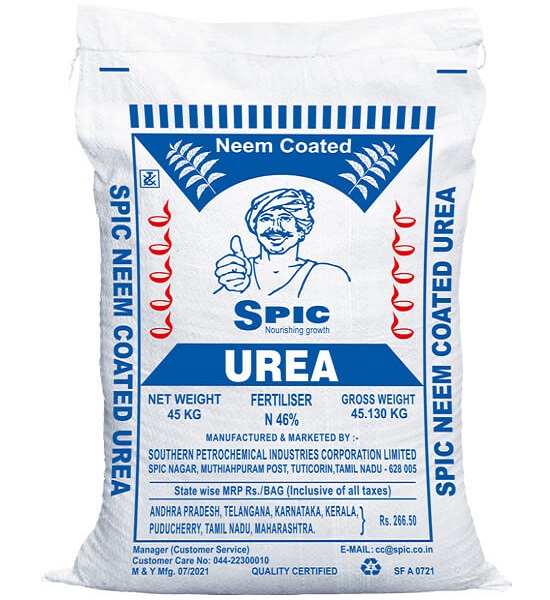 Neem Coated
SPIC NEEM COATED UREA
SPIC NEEM COATED UREA
SPIC
Nourishing growth
UREA
NET WEIGHT
45 KG
FERTILISER
N 46%
GROSS WEIGHT
45.130 KG
MANUFACTURED & MARKETED BY :-
SOUTHERN PETROCHEMICAL INDUSTRIES CORPORATION LIMITED
SPIC NAGAR, MUTHIAHPURAM POST, TUTICORIN,TAMIL NADU - 628 005
State wise MRP Rs./BAG (Inclusive of all taxes)
ANDHRA PRADESH, TELANGANA, KARNATAKA, KERALA,
PUDUCHERRY, TAMIL NADU, MAHARASHTRA.
Rs. 266.50
Manager (Customer Service)
Customer Care No: 044-22300010
E-MAIL : cc@spic.co.in
M & Y Mfg. 07/2021
QUALITY CERTIFIED
SF A 0721